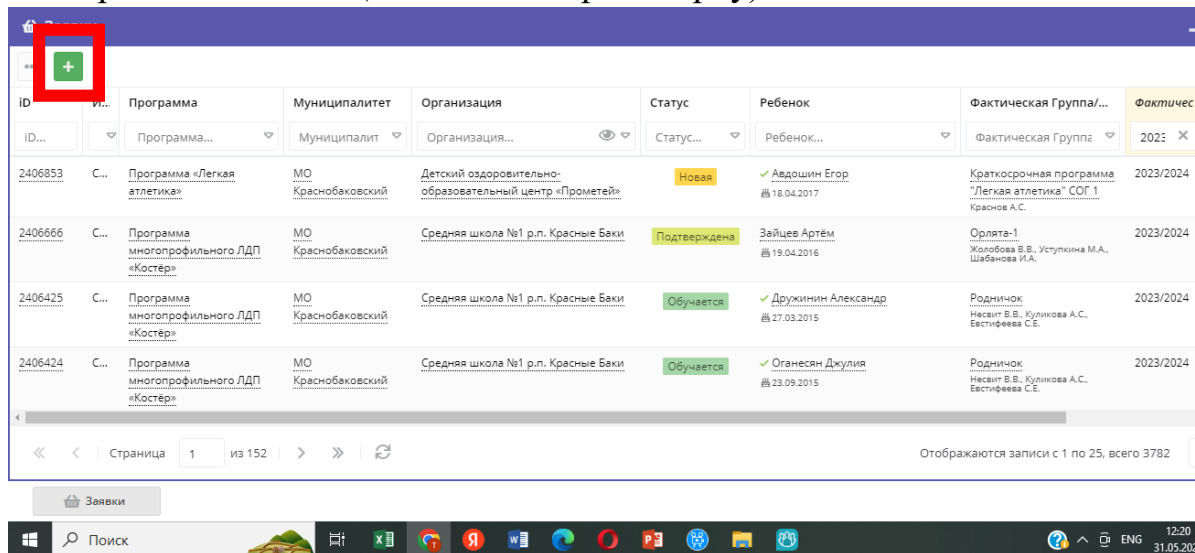 Заявки
iD И... Программа Муниципалитет Организация Статус Ребенок Фактическая Группа/... Фактичес
iD... Программа... Муниципалит Организация... Статус... Ребенок... Фактическая Группа 2023
2406853 С... Программа «Легкая МО Детский оздоровительно- Новая Авдошин Егор Краткосрочная программа 2023/2024
атлетика» Краснобаковский образовательный центр «Прометей» 18.04.2017 "Легкая атлетика" СОГ 1
Краснов А.С.
2406666 С... Программа МО Средняя школа №1 р.п. Красные Баки Подтверждена Зайцев Артём Орлята-1 2023/2024
многопрофильного ЛДП Краснобаковский 19.04.2016 Жолобова В.В., Уступкина М.А.,
«Костёр» Шабанова И.А.
2406425 С... Программа МО Средняя школа №1 р.п. Красные Баки Обучается Дружинин Александр Родничок 2023/2024
многопрофильного ЛДП Краснобаковский 27.03.2015 Несвит В.В., Куликова А.С.,
«Костёр» Евстифеева С.Е.
2406424 С... Программа МО Средняя школа №1 р.п. Красные Баки Обучается Оганесян Джулия Родничок 2023/2024
многопрофильного ЛДП Краснобаковский 23.09.2015 Несвит В.В., Куликова А.С.,
«Костёр» Евстифеева С.Е.
Страница 1 из 152 Отображаются записи с 1 по 25, всего 3782
Заявки
Поиск ENG 12:20
31.05.202